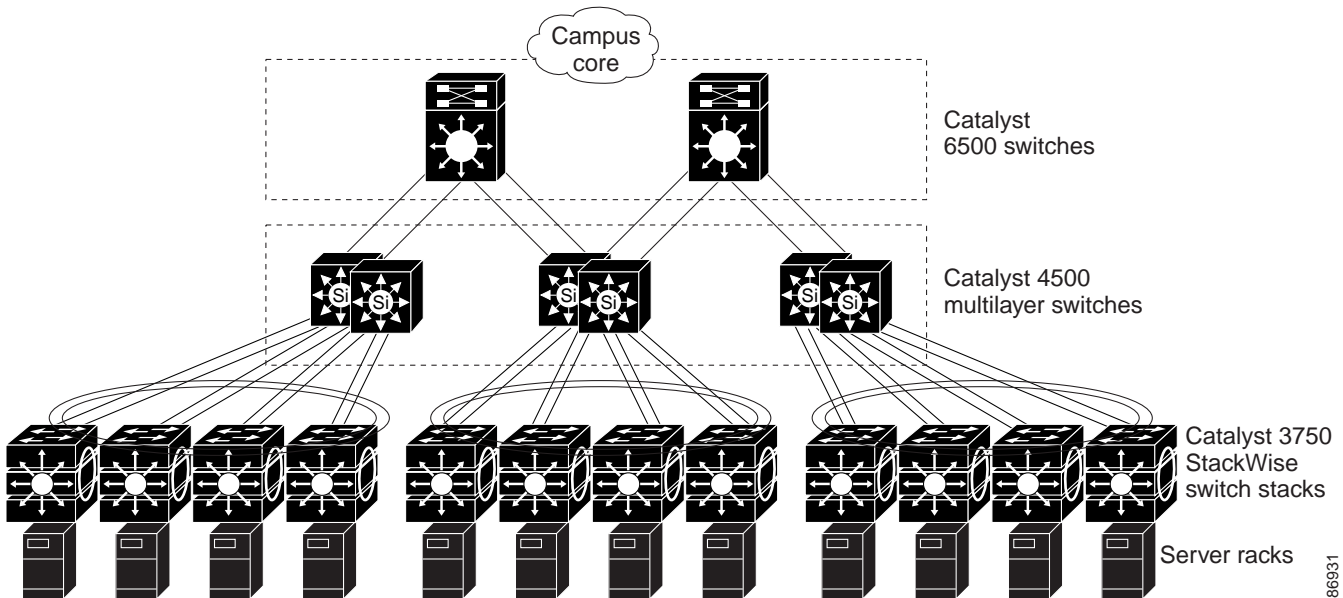 Campus
core
Catalyst
6500 switches
Si
Si
Si
Si
Si
Si
Catalyst 4500
multilayer switches
Catalyst 3750
StackWise
switch stacks
Server racks
86931